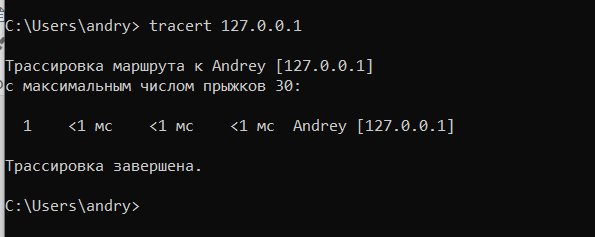 C:\Users\andry> tracert 127.0.0.1
Трассировка маршрута к Andrey [127.0.0.1]
с максимальным числом прыжков 30:
1 <1 мс <1 мс <1 мс Andrey [127.0.0.1]
Трассировка завершена.
C:\Users\andry>